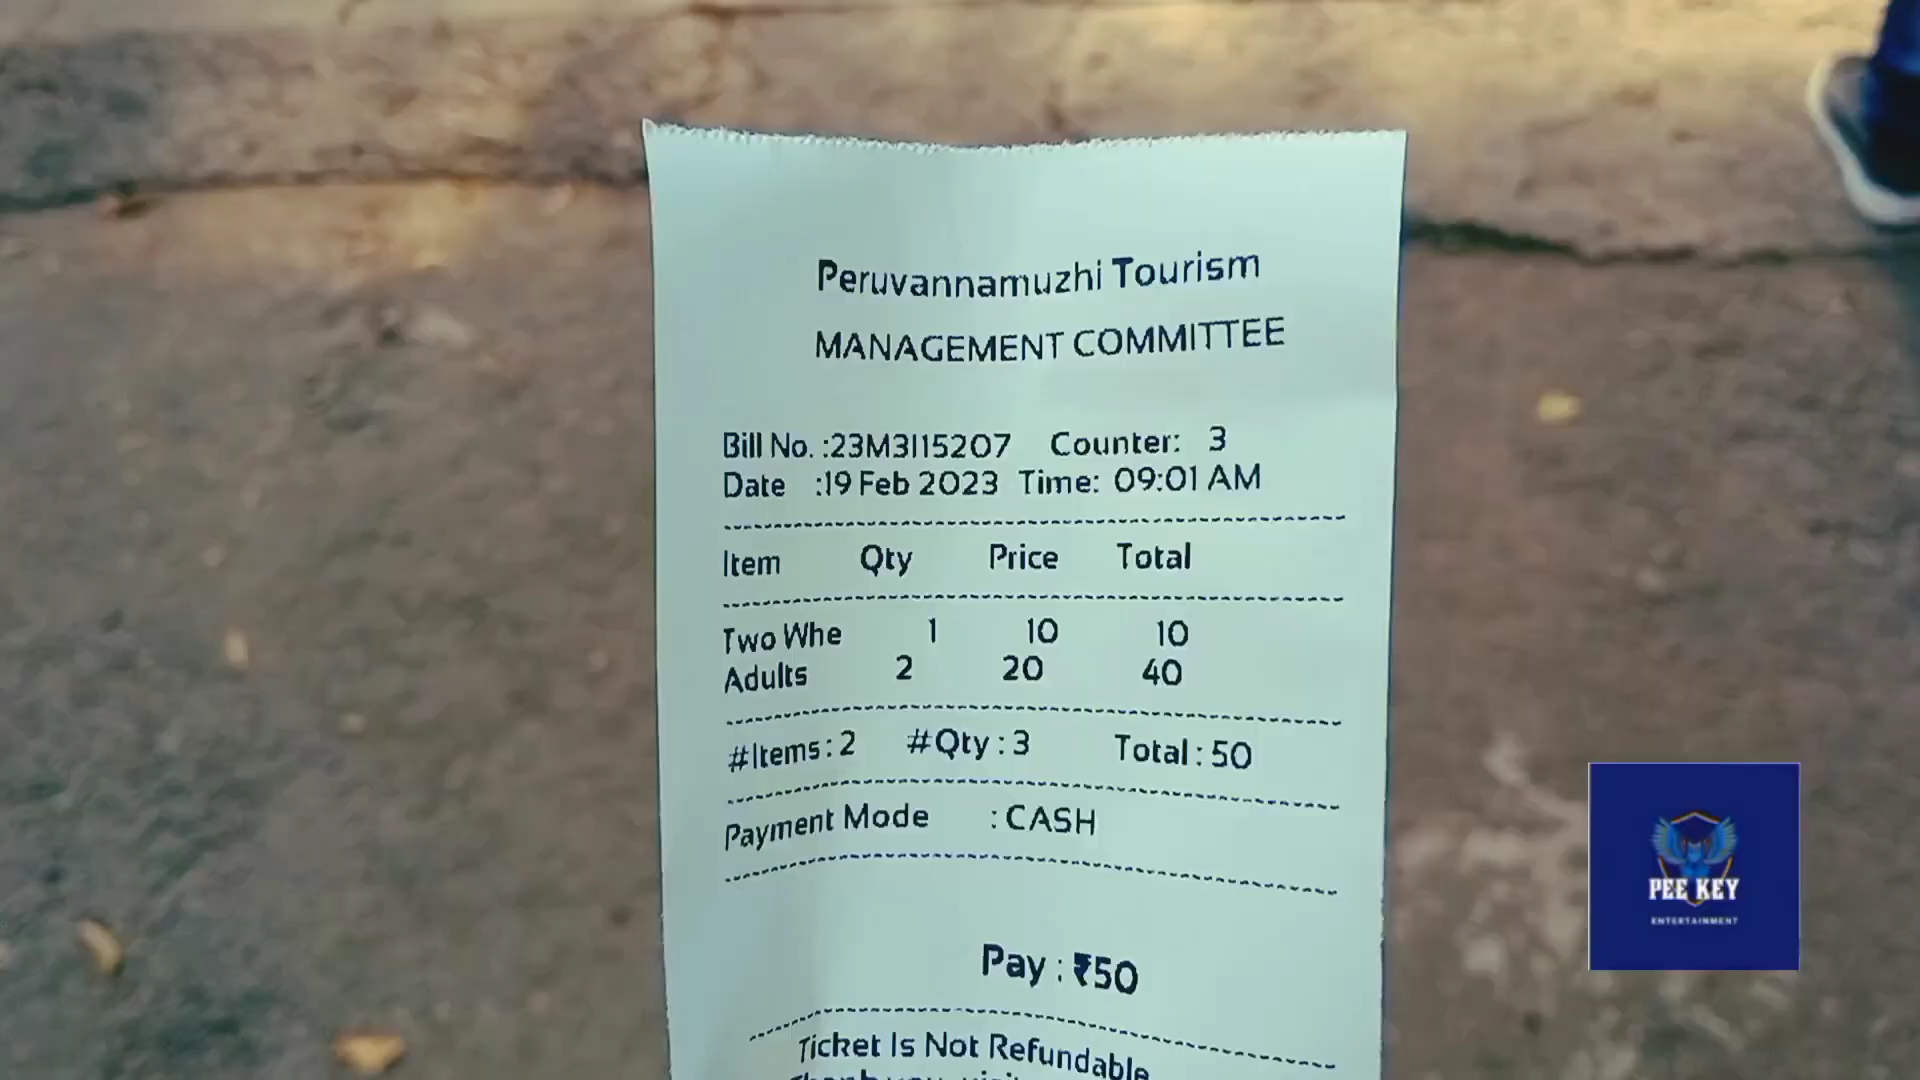 Peruvannamuzhi Tourism
MANAGEMENT COMMITTEE
Bill No. :23M3I15207 Counter: 3
Date :19 Feb 2023 Time: 09:01 AM
Item Qty Price Total
Two Whe 1 10 10
Adults 2 20 40
#Items: 2 #Qty : 3 Total : 50
Payment Mode : CASH
Pay : ₹50
Ticket Is Not Refundable
PEE KEY
ENTERTAINMENT